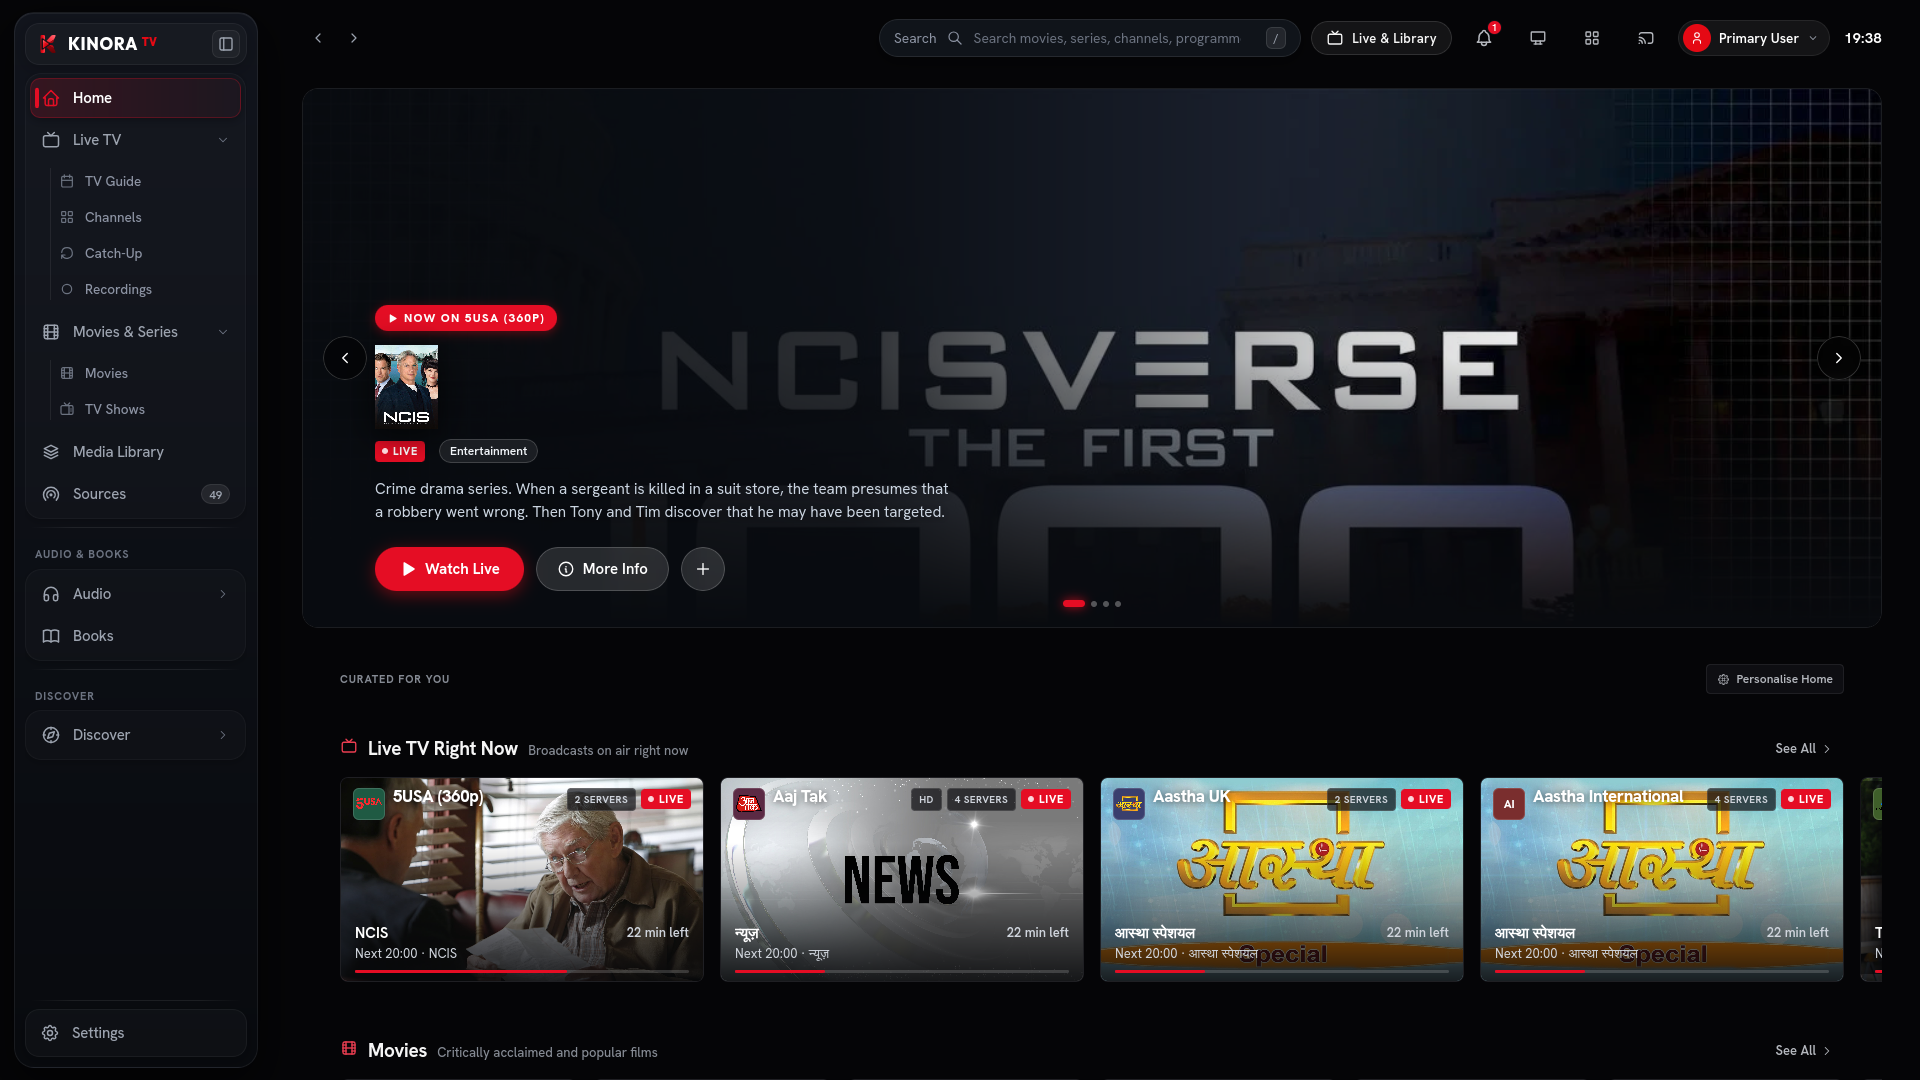 KINORA TV
Search
Search movies, series, channels, programm
/
Live & Library
1
Primary User
19:38
Home
Live TV
TV Guide
Channels
Catch-Up
Recordings
Movies & Series
Movies
TV Shows
Media Library
Sources
49
AUDIO & BOOKS
Audio
Books
DISCOVER
Discover
Settings
NOW ON 5USA (360P)
NCIS
NCISVERSE
THE FIRST
LIVE
Entertainment
Crime drama series. When a sergeant is killed in a suit store, the team presumes that
a robbery went wrong. Then Tony and Tim discover that he may have been targeted.
Watch Live
More Info
CURATED FOR YOU
Personalise Home
Live TV Right Now
Broadcasts on air right now
See All
5USA
5USA (360p)
2 SERVERS
LIVE
NCIS
22 min left
Next 20:00 · NCIS
Aaj Tak
HD
4 SERVERS
LIVE
NEWS
न्यूज़
22 min left
Next 20:00 · न्यूज़
आस्था
Aastha UK
2 SERVERS
LIVE
आस्था
आस्था स्पेशयल
22 min left
Next 20:00 · आस्था स्पेशयल
Special
AI
Aastha International
4 SERVERS
LIVE
आस्था
आस्था स्पेशयल
22 min left
Next 20:00 · आस्था स्पेशयल
Special
Movies
Critically acclaimed and popular films
See All